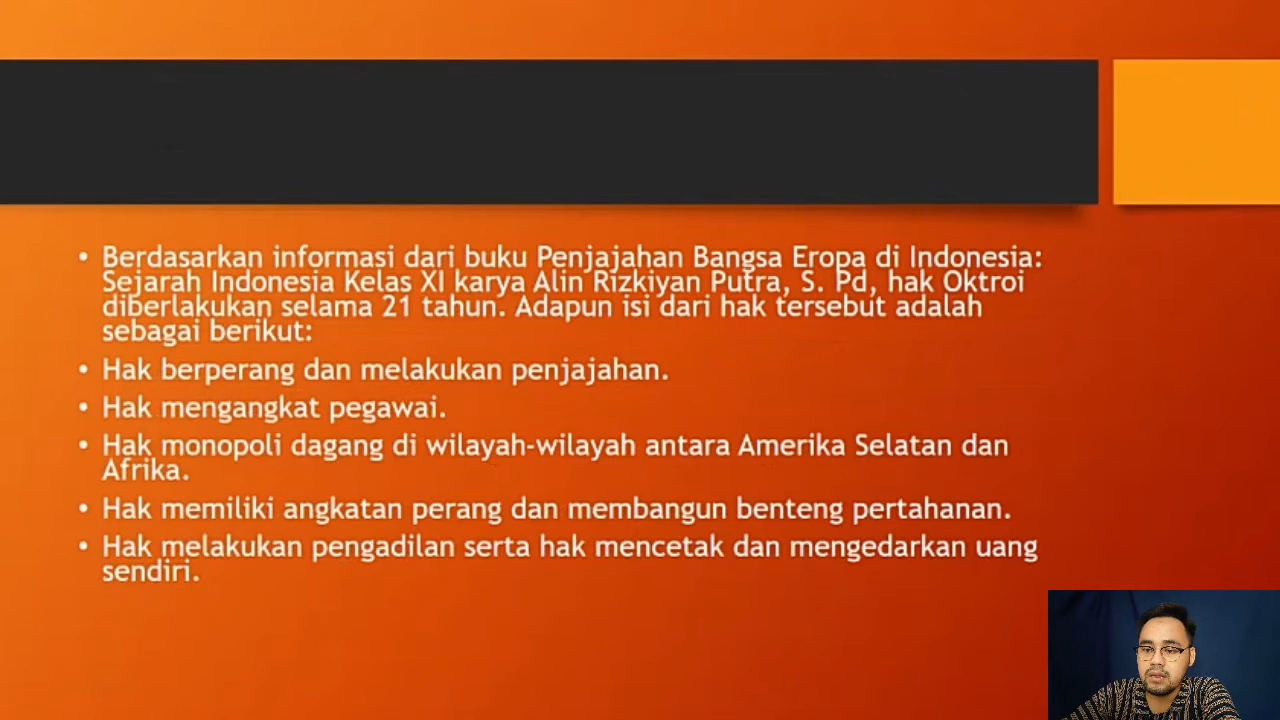 • Berdasarkan informasi dari buku Penjajahan Bangsa Eropa di Indonesia:
Sejarah Indonesia Kelas XI karya Alin Rizkiyan Putra, S. Pd, hak Oktroi
diberlakukan selama 21 tahun. Adapun isi dari hak tersebut adalah
sebagai berikut:
• Hak berperang dan melakukan penjajahan.
• Hak mengangkat pegawai.
• Hak monopoli dagang di wilayah-wilayah antara Amerika Selatan dan
Afrika.
• Hak memiliki angkatan perang dan membangun benteng pertahanan.
• Hak melakukan pengadilan serta hak mencetak dan mengedarkan uang
sendiri.